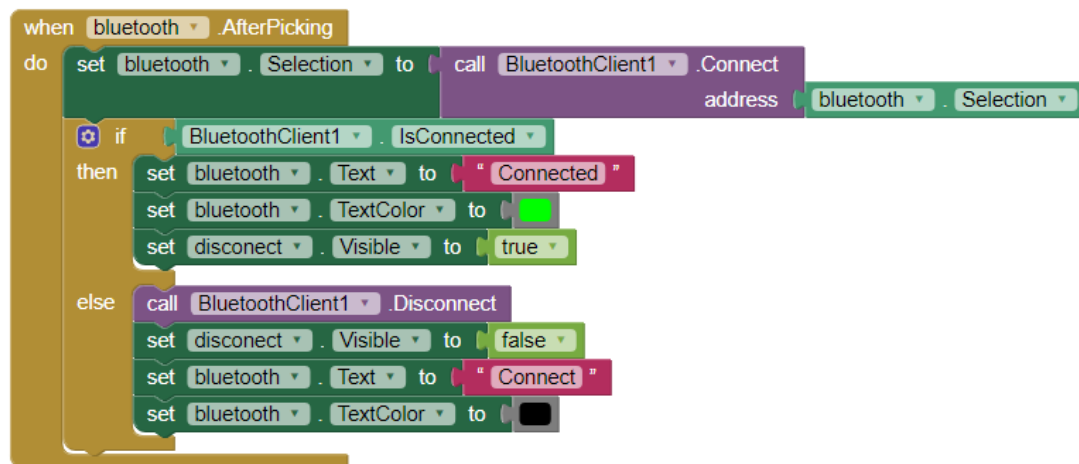 when bluetooth .AfterPicking
do set bluetooth . Selection to call BluetoothClient1 .Connect
address bluetooth . Selection
if BluetoothClient1 . IsConnected
then set bluetooth . Text to “ Connected ”
set bluetooth . TextColor to
set disconect . Visible to true
else call BluetoothClient1 .Disconnect
set disconect . Visible to false
set bluetooth . Text to “ Connect ”
set bluetooth . TextColor to